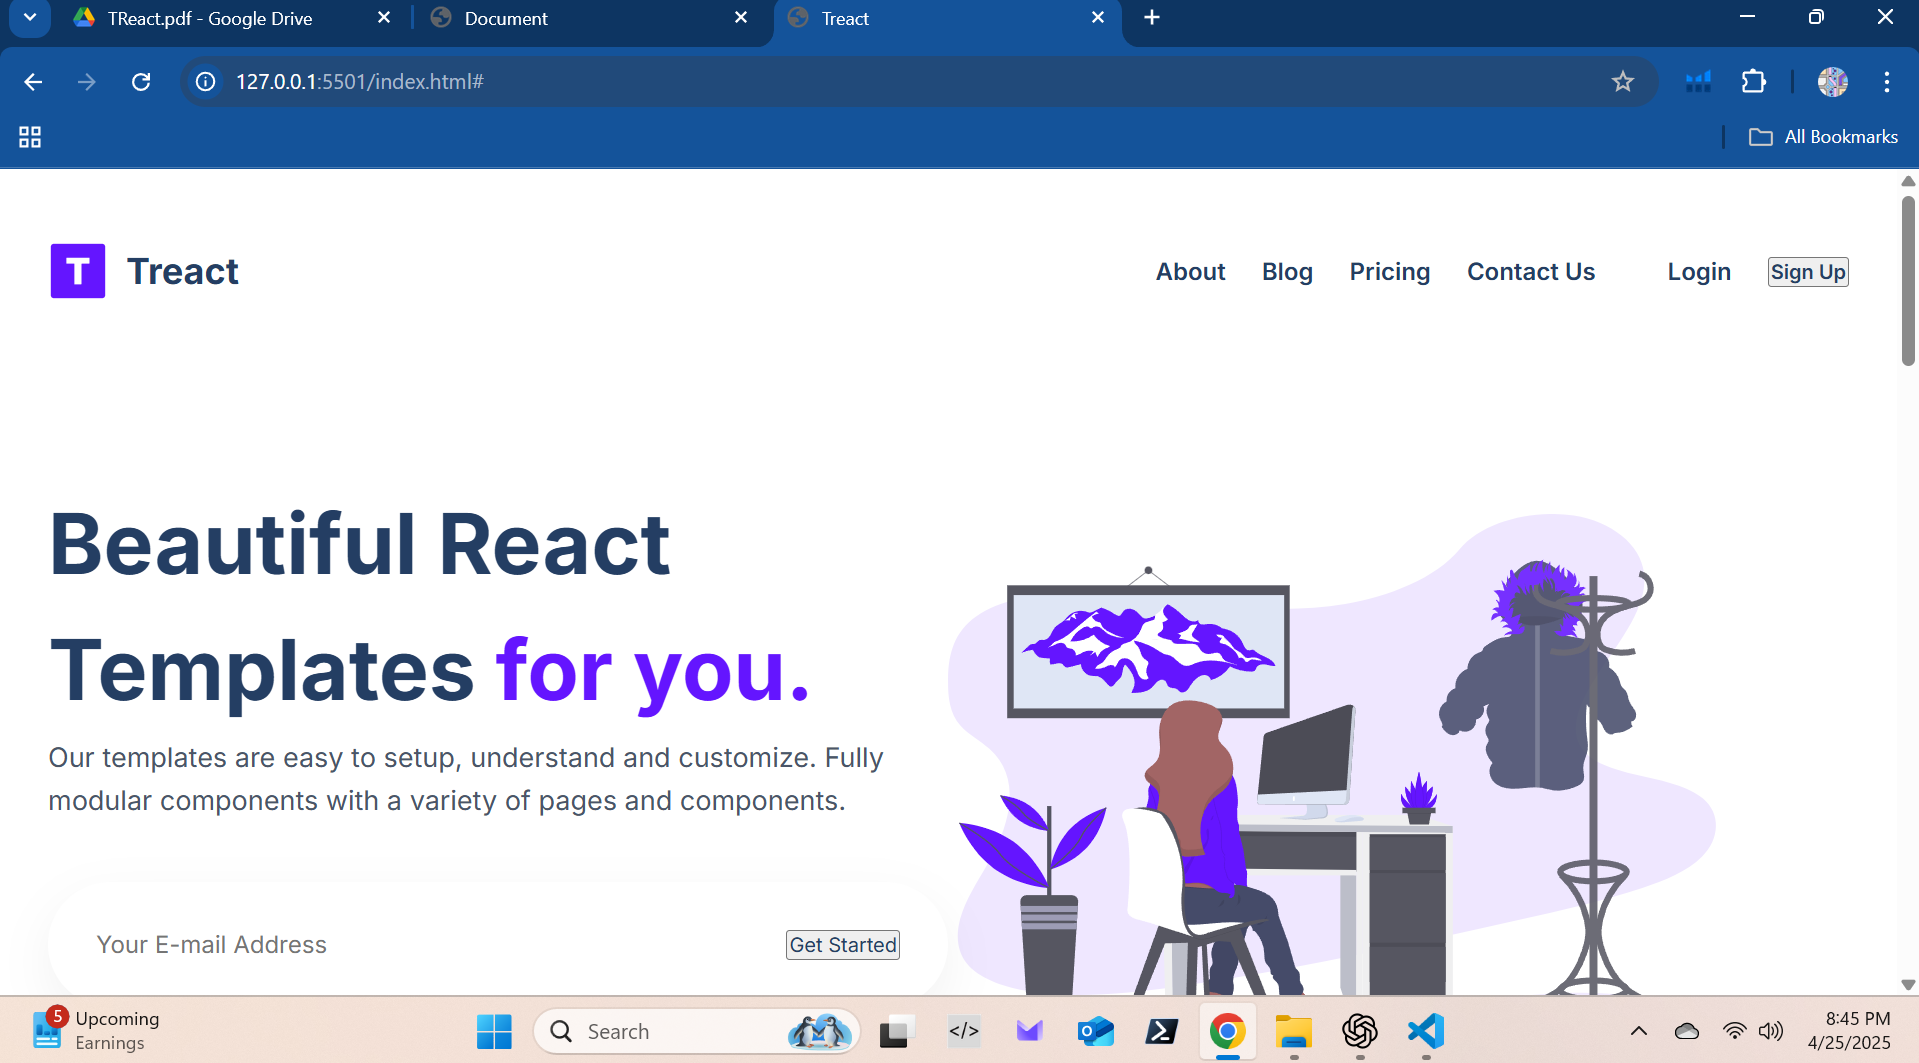 TReact.pdf - Google Drive
Document
Treact
127.0.0.1:5501/index.html#
All Bookmarks
T Treact
About Blog Pricing Contact Us Login Sign Up
Beautiful React
Templates for you.
Our templates are easy to setup, understand and customize. Fully
modular components with a variety of pages and components.
Your E-mail Address
Get Started
5
Upcoming
Earnings
Search
</>
8:45 PM
4/25/2025